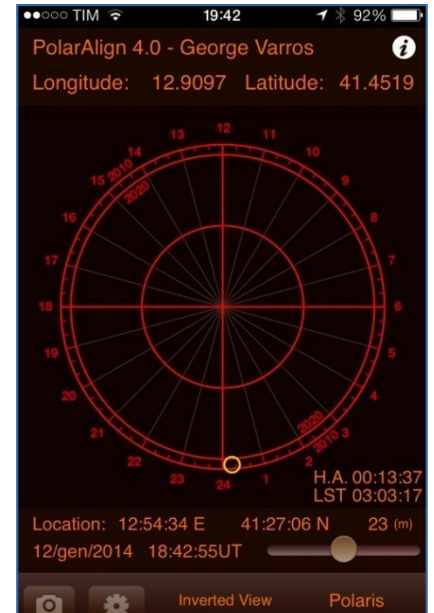 ●●○○○ TIM 19:42 92%
PolarAlign 4.0 - George Varros i
Longitude: 12.9097 Latitude: 41.4519
12
13 11
14 10
2010
15 2020 9
16 8
17 7
18 6
19 5
20 4
2020
21 2010 3
22 2
23 24 1
H.A. 00:13:37
LST 03:03:17
Location: 12:54:34 E 41:27:06 N 23 (m)
12/gen/2014 18:42:55UT
Inverted View Polaris